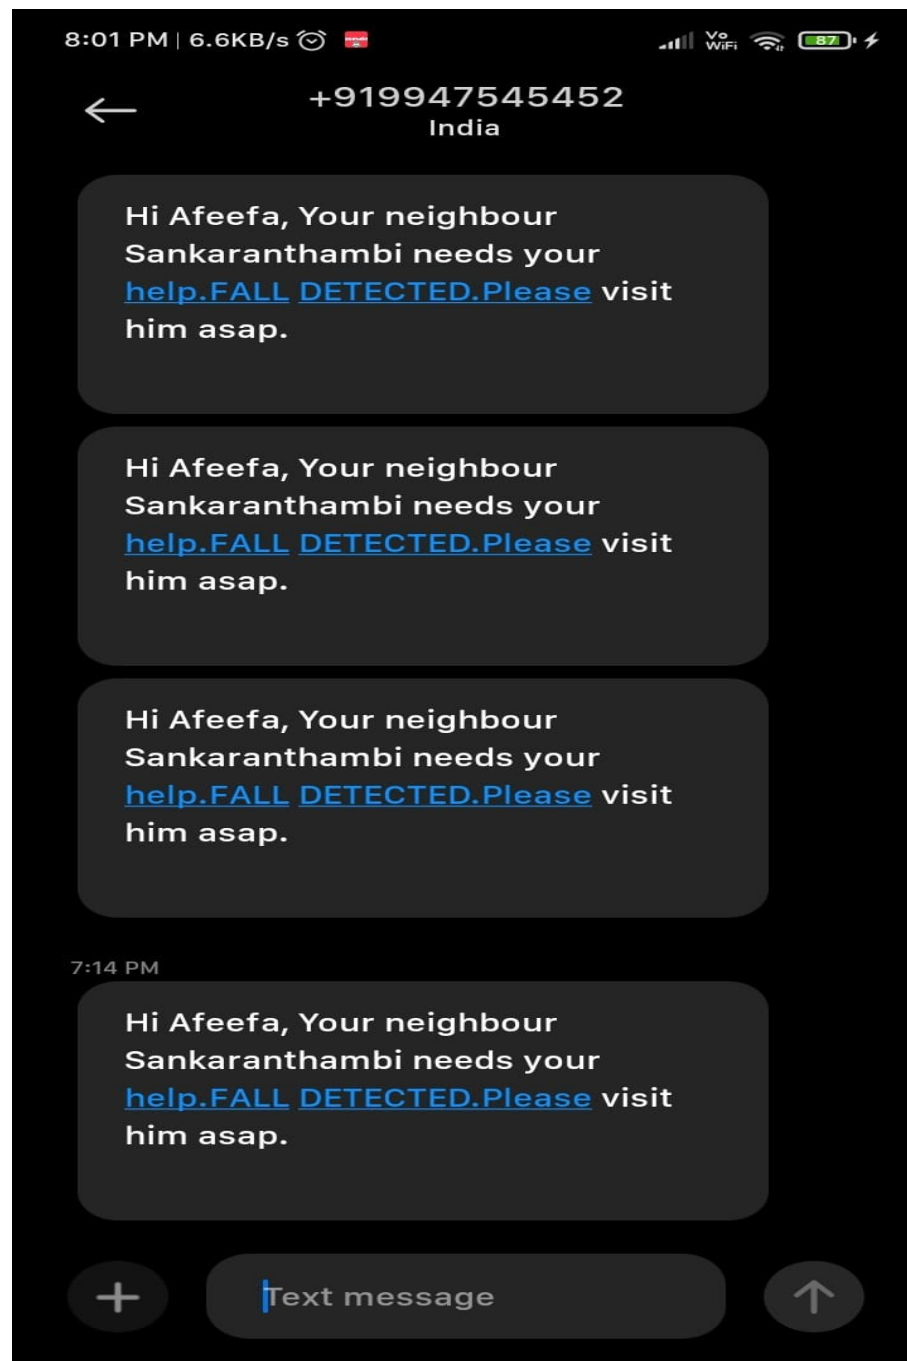 8:01 PM | 6.6KB/s
Vo
WiFi
87
+919947545452
India
Hi Afeefa, Your neighbour
Sankaranthambi needs your
help.FALL DETECTED.Please visit
him asap.
Hi Afeefa, Your neighbour
Sankaranthambi needs your
help.FALL DETECTED.Please visit
him asap.
Hi Afeefa, Your neighbour
Sankaranthambi needs your
help.FALL DETECTED.Please visit
him asap.
7:14 PM
Hi Afeefa, Your neighbour
Sankaranthambi needs your
help.FALL DETECTED.Please visit
him asap.
Text message